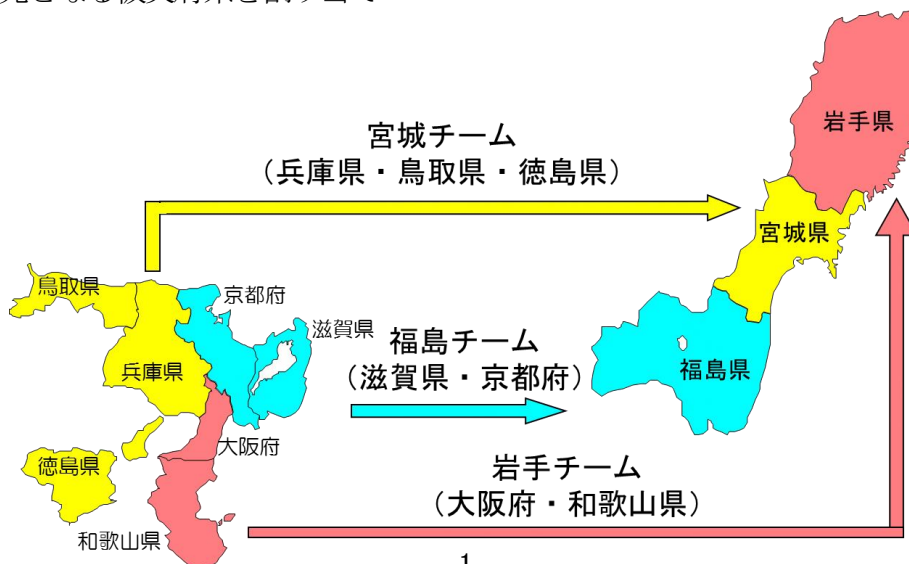 岩手県
宮城チーム
（兵庫県・鳥取県・徳島県）
宮城県
鳥取県
京都府
滋賀県
福島チーム
（滋賀県・京都府）
兵庫県
福島県
大阪府
徳島県
岩手チーム
（大阪府・和歌山県）
和歌山県
1